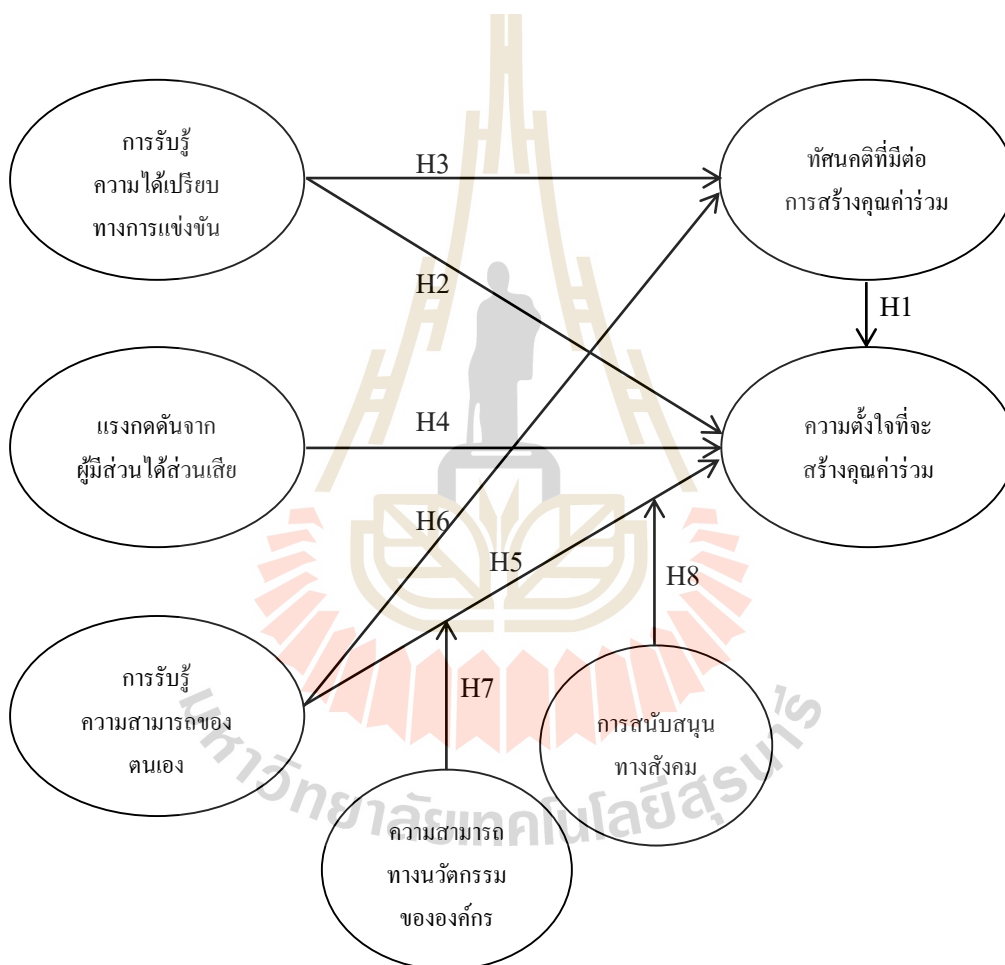 การรับรู้
ความได้เปรียบ
ทางการแข่งขัน
H3
ทัศนคติที่มีต่อ
การสร้างคุณค่าร่วม
H2
H1
แรงกดดันจาก
ผู้มีส่วนได้ส่วนเสีย
H4
ความตั้งใจที่จะ
สร้างคุณค่าร่วม
H6
H5
H8
การรับรู้
ความสามารถของ
ตนเอง
H7
การสนับสนุน
ทางสังคม
ความสามารถ
ทางนวัตกรรม
ขององค์กร
มหาวิทยาลัยเทคโนโลยีสุรนารี